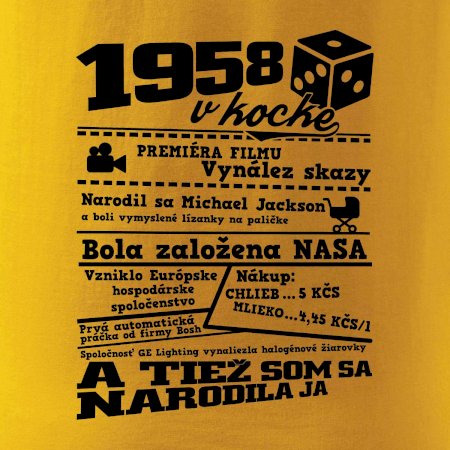 1958
v kocke
PREMIÉRA FILMU
Vynález skazy
Narodil sa Michael Jackson
a boli vymyslené lízanky na paličke
Bola založena NASA
Vzniklo Európske
hospodárske
spoločenstvo
Nákup:
CHLIEB...5 KČS
MLIEKO...4,45 KČS/l
Prvá automatická
práčka od firmy Bosh
Spoločnosť GE Lighting vynaliezla halogénové žiarovky
A TIEŽ SOM SA
NARODILA JA